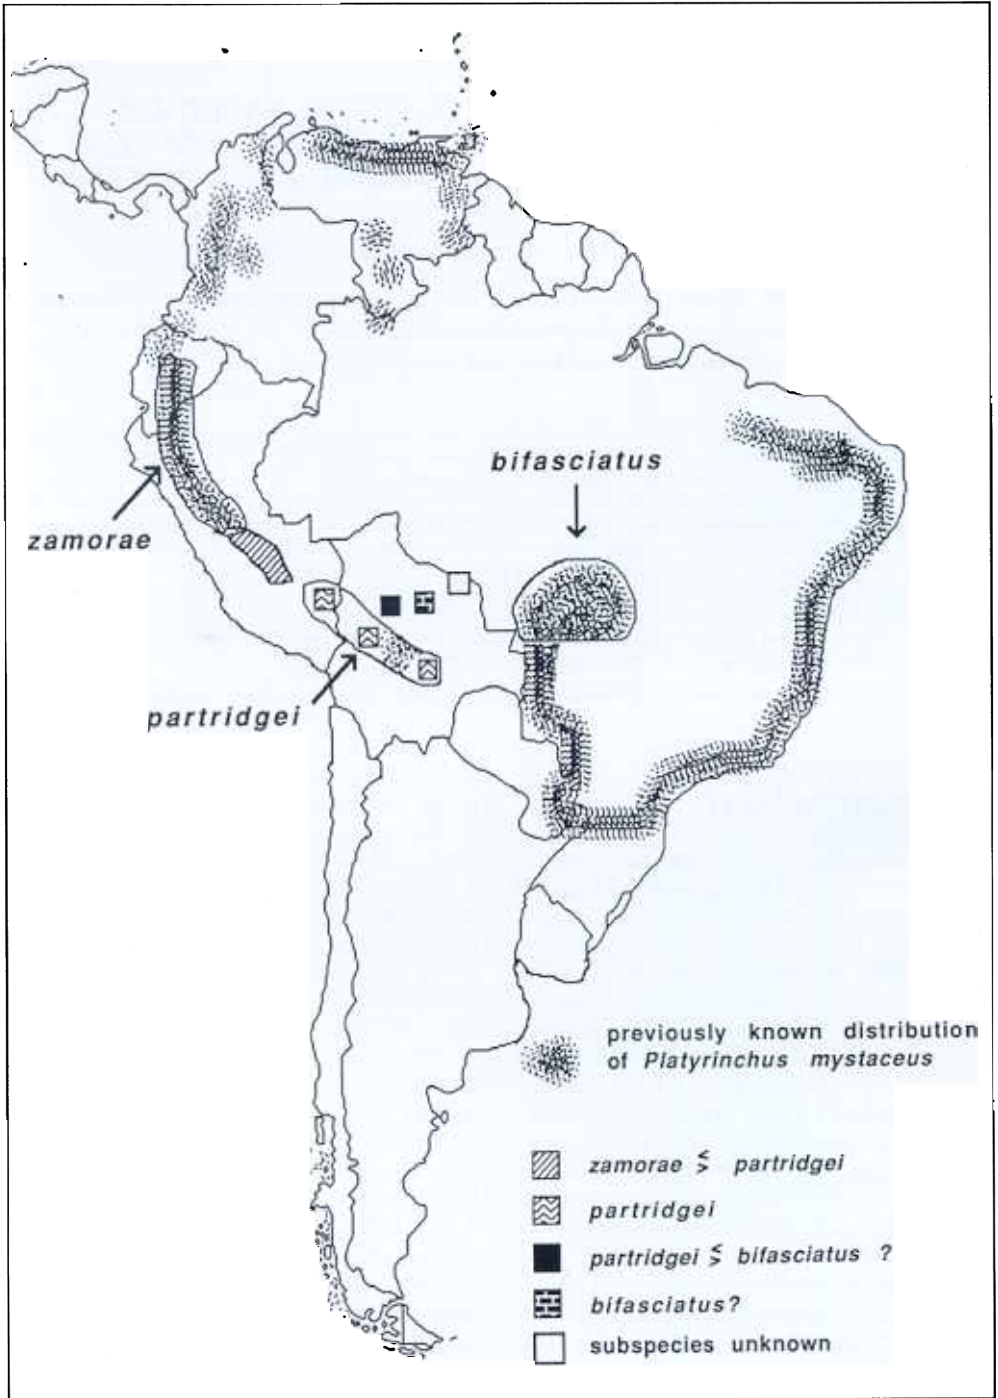 bifasciatus
zamorae
partridgei
previously known distribution
of Platyrinchus mystaceus
zamorae ≶ partridgei
partridgei
partridgei ≶ bifasciatus ?
bifasciatus?
subspecies unknown